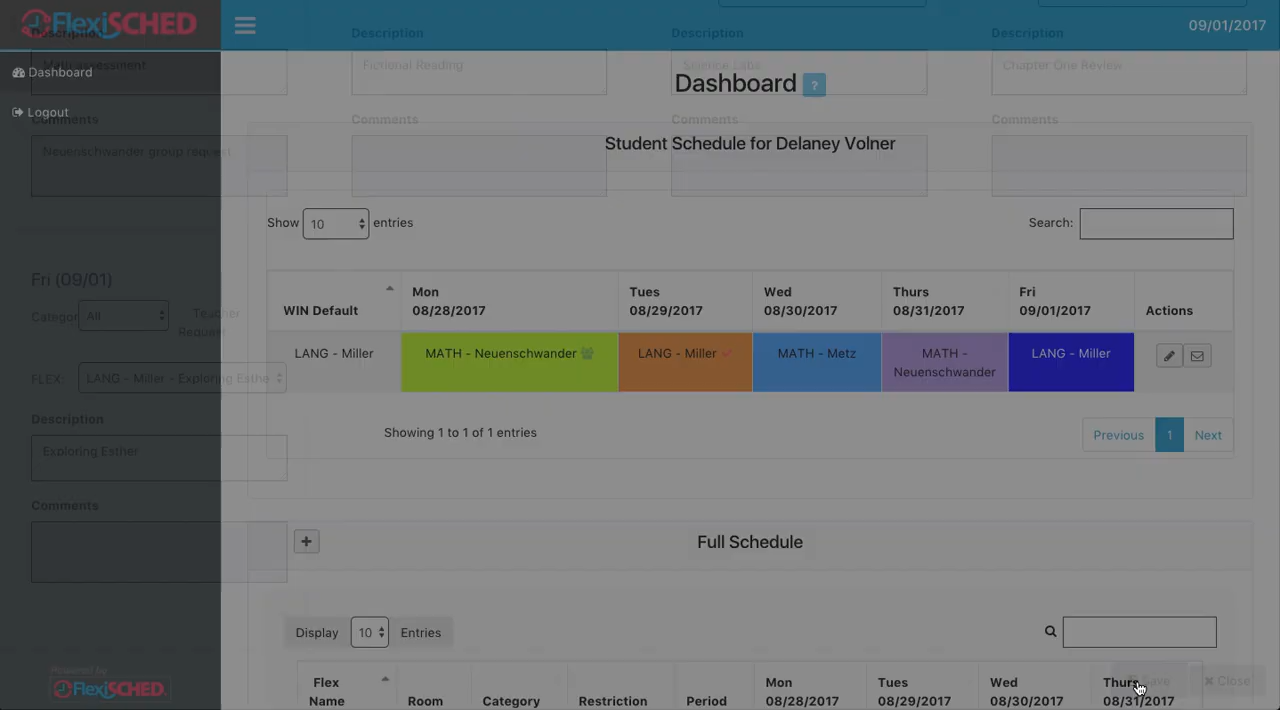 FlexiSCHED
09/01/2017
Description
Description
Description
Description
Dashboard
Math assessment
Fictional Reading
Science Labs
Chapter One Review
Dashboard ?
Logout
Comments
Comments
Comments
Comments
Neuenschwander group request
Student Schedule for Delaney Volner
Show 10 entries
Search:
Fri (09/01)
Categor All Teacher Request
WIN Default
Mon 08/28/2017
Tues 08/29/2017
Wed 08/30/2017
Thurs 08/31/2017
Fri 09/01/2017
Actions
LANG - Miller
MATH - Neuenschwander
LANG - Miller
MATH - Metz
MATH - Neuenschwander
LANG - Miller
FLEX: LANG - Miller - Exploring Esthe
Description
Exploring Esther
Showing 1 to 1 of 1 entries
Previous 1 Next
Comments
+ Full Schedule
Display 10 Entries
Powered by
FlexiSCHED
Flex Name
Room
Category
Restriction
Period
Mon 08/28/2017
Tues 08/29/2017
Wed 08/30/2017
Thurs 08/31/2017
Save
Close